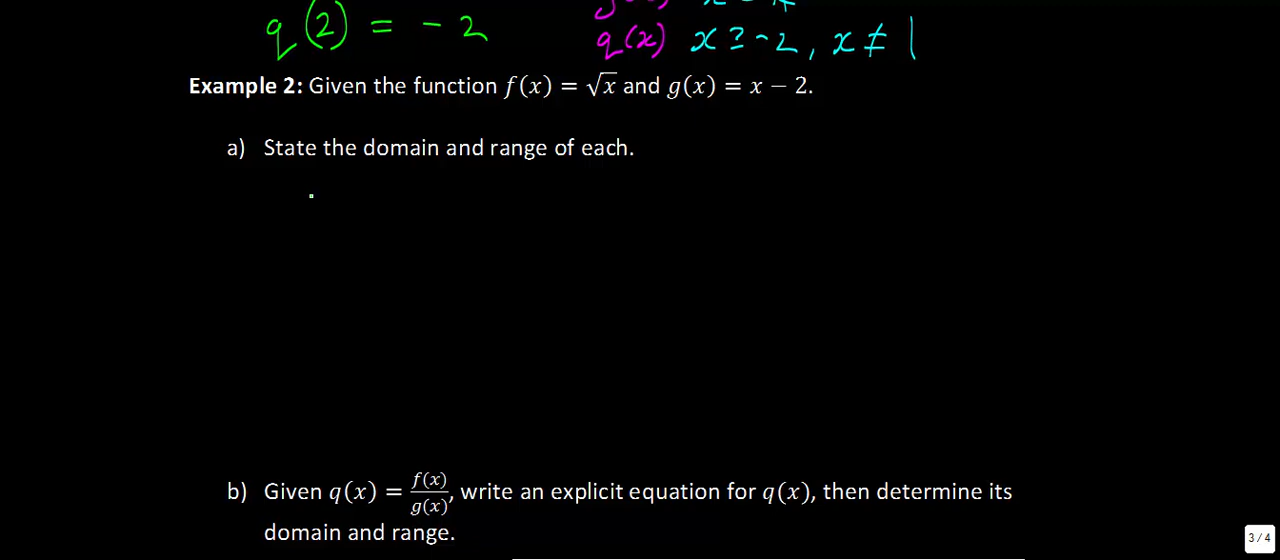 q(2) = -2
q(x) x ≥ -2, x ≠ 1
Example 2: Given the function f(x) = √x and g(x) = x − 2.
a) State the domain and range of each.
b) Given q(x) = f(x)/g(x), write an explicit equation for q(x), then determine its
domain and range.
3 / 4